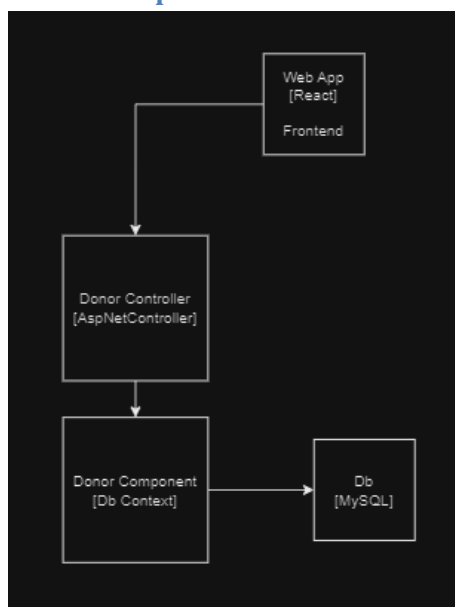 Web App
[React]
Frontend
Donor Controller
[AspNetController]
Donor Component
[Db Context]
Db
[MySQL]